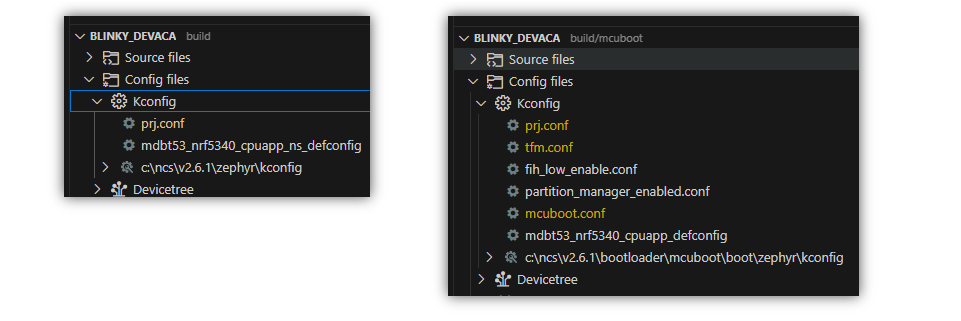 BLINKY_DEVACA build
Source files
Config files
Kconfig
prj.conf
mdbt53_nrf5340_cpuapp_ns_defconfig
c:\ncs\v2.6.1\zephyr\kconfig
Devicetree
BLINKY_DEVACA build/mcuboot
Source files
Config files
Kconfig
prj.conf
tfm.conf
fih_low_enable.conf
partition_manager_enabled.conf
mcuboot.conf
mdbt53_nrf5340_cpuapp_defconfig
c:\ncs\v2.6.1\bootloader\mcuboot\boot\zephyr\kconfig
Devicetree